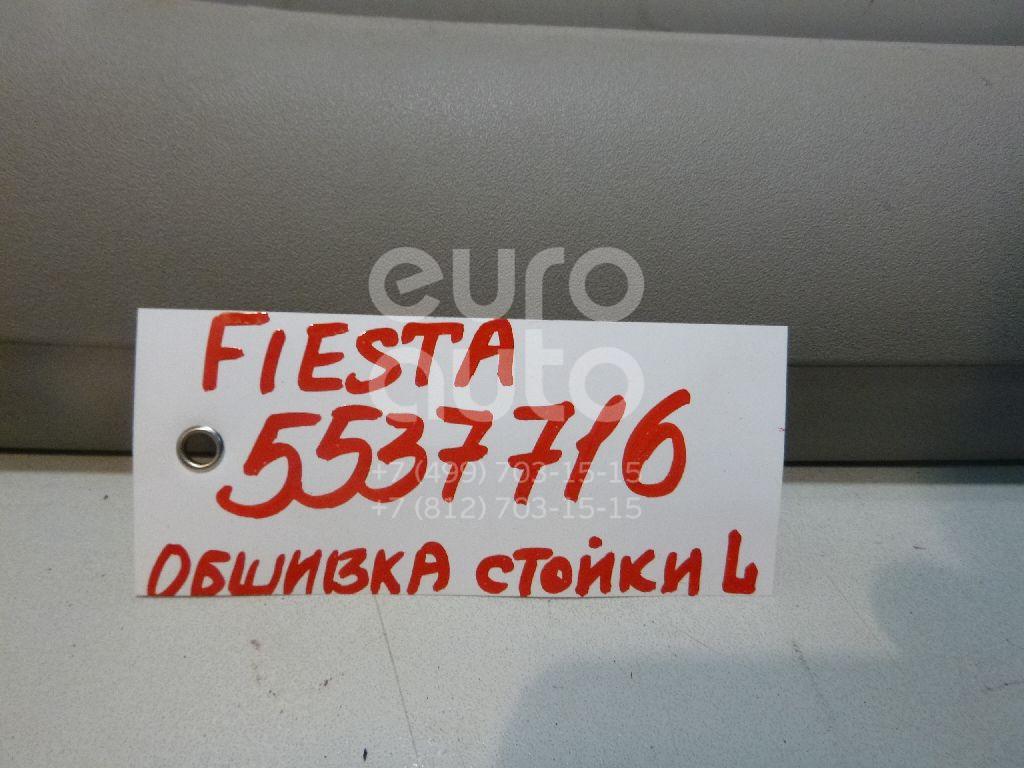 FIESTA
5537716
ОБШИВКА СТОЙКИ L
euro
auto
+7 (499) 703-15-15
+7 (812) 703-15-15